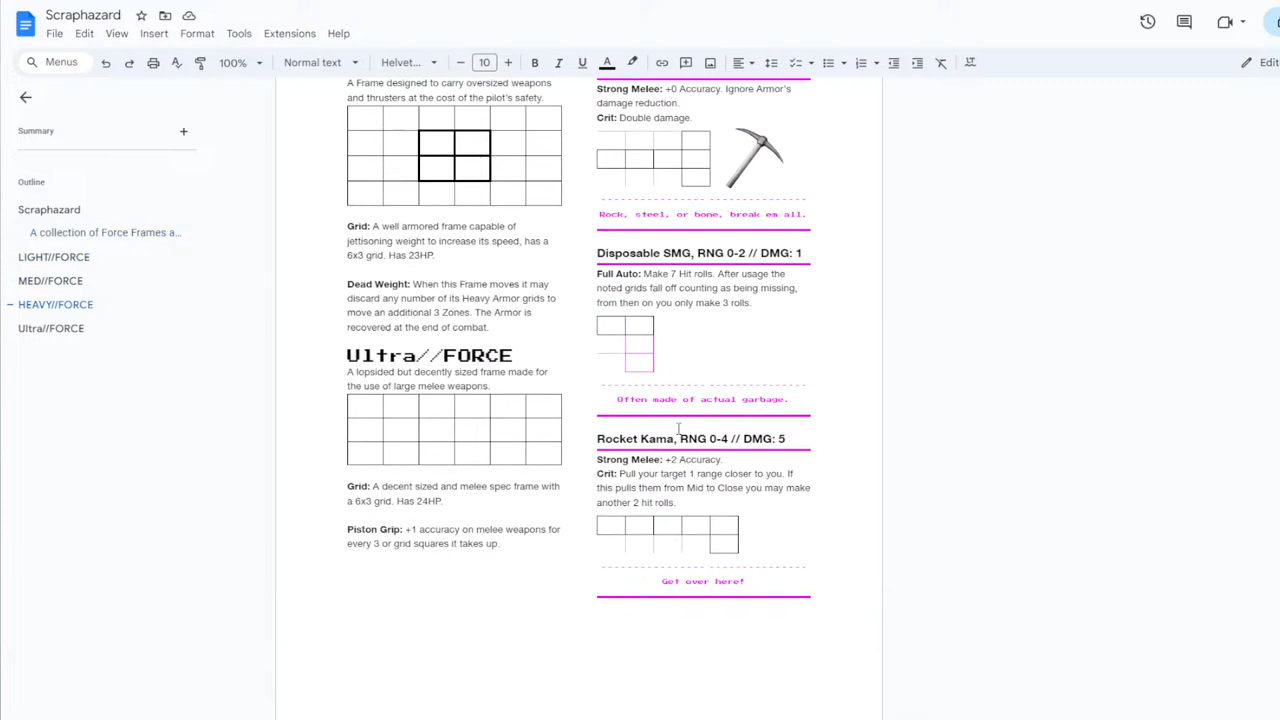 Scraphazard
File Edit View Insert Format Tools Extensions Help
Menus
100%
Normal text
Helvet...
10
Edit
Summary
Outline
Scraphazard
A collection of Force Frames a...
LIGHT//FORCE
MED//FORCE
HEAVY//FORCE
Ultra//FORCE
A Frame designed to carry oversized weapons
and thrusters at the cost of the pilot's safety.
Grid: A well armored frame capable of
jettisoning weight to increase its speed, has a
6x3 grid. Has 23HP.
Dead Weight: When this Frame moves it may
discard any number of its Heavy Armor grids to
move an additional 3 Zones. The Armor is
recovered at the end of combat.
Ultra//FORCE
A lopsided but decently sized frame made for
the use of large melee weapons.
Grid: A decent sized and melee spec frame with
a 6x3 grid. Has 24HP.
Piston Grip: +1 accuracy on melee weapons for
every 3 or grid squares it takes up.
Strong Melee: +0 Accuracy. Ignore Armor's
damage reduction.
Crit: Double damage.
Rock, steel, or bone, break em all.
Disposable SMG, RNG 0-2 // DMG: 1
Full Auto: Make 7 Hit rolls. After usage the
noted grids fall off counting as being missing,
from then on you only make 3 rolls.
Often made of actual garbage.
Rocket Kama, RNG 0-4 // DMG: 5
Strong Melee: +2 Accuracy.
Crit: Pull your target 1 range closer to you. If
this pulls them from Mid to Close you may make
another 2 hit rolls.
Get over here!